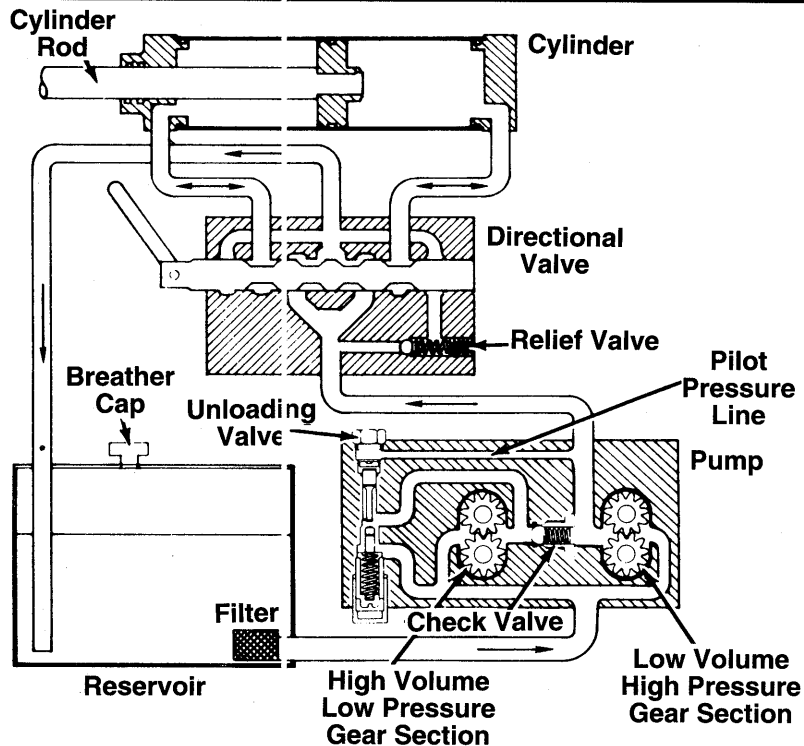 Cylinder
Rod
Cylinder
Directional
Valve
Relief Valve
Pilot
Pressure
Line
Breather
Cap
Unloading
Valve
Pump
Filter
Check Valve
Reservoir
High Volume
Low Pressure
Gear Section
Low Volume
High Pressure
Gear Section